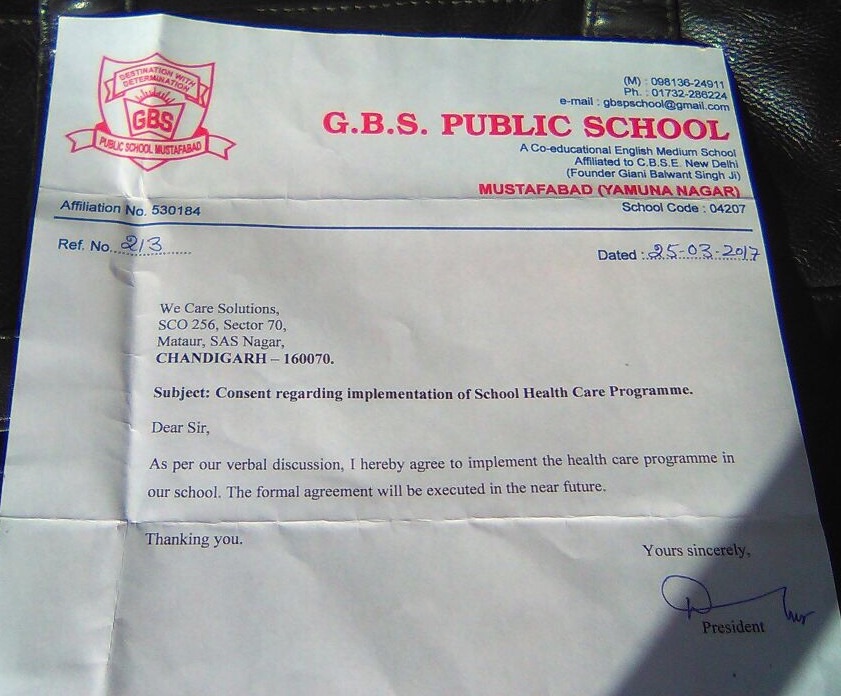 DESTINATION WITH
DETERMINATION
GBS
PUBLIC SCHOOL MUSTAFABAD
(M) : 098136-24911
Ph. : 01732-286224
e-mail : gbspschool@gmail.com
G.B.S. PUBLIC SCHOOL
A Co-educational English Medium School
Affiliated to C.B.S.E. New Delhi
(Founder Giani Balwant Singh Ji)
MUSTAFABAD (YAMUNA NAGAR)
Affiliation No. 530184
School Code : 04207
Ref. No. 213
Dated : 25-03-2017
We Care Solutions,
SCO 256, Sector 70,
Mataur, SAS Nagar,
CHANDIGARH – 160070.
Subject: Consent regarding implementation of School Health Care Programme.
Dear Sir,
As per our verbal discussion, I hereby agree to implement the health care programme in
our school. The formal agreement will be executed in the near future.
Thanking you.
Yours sincerely,
President